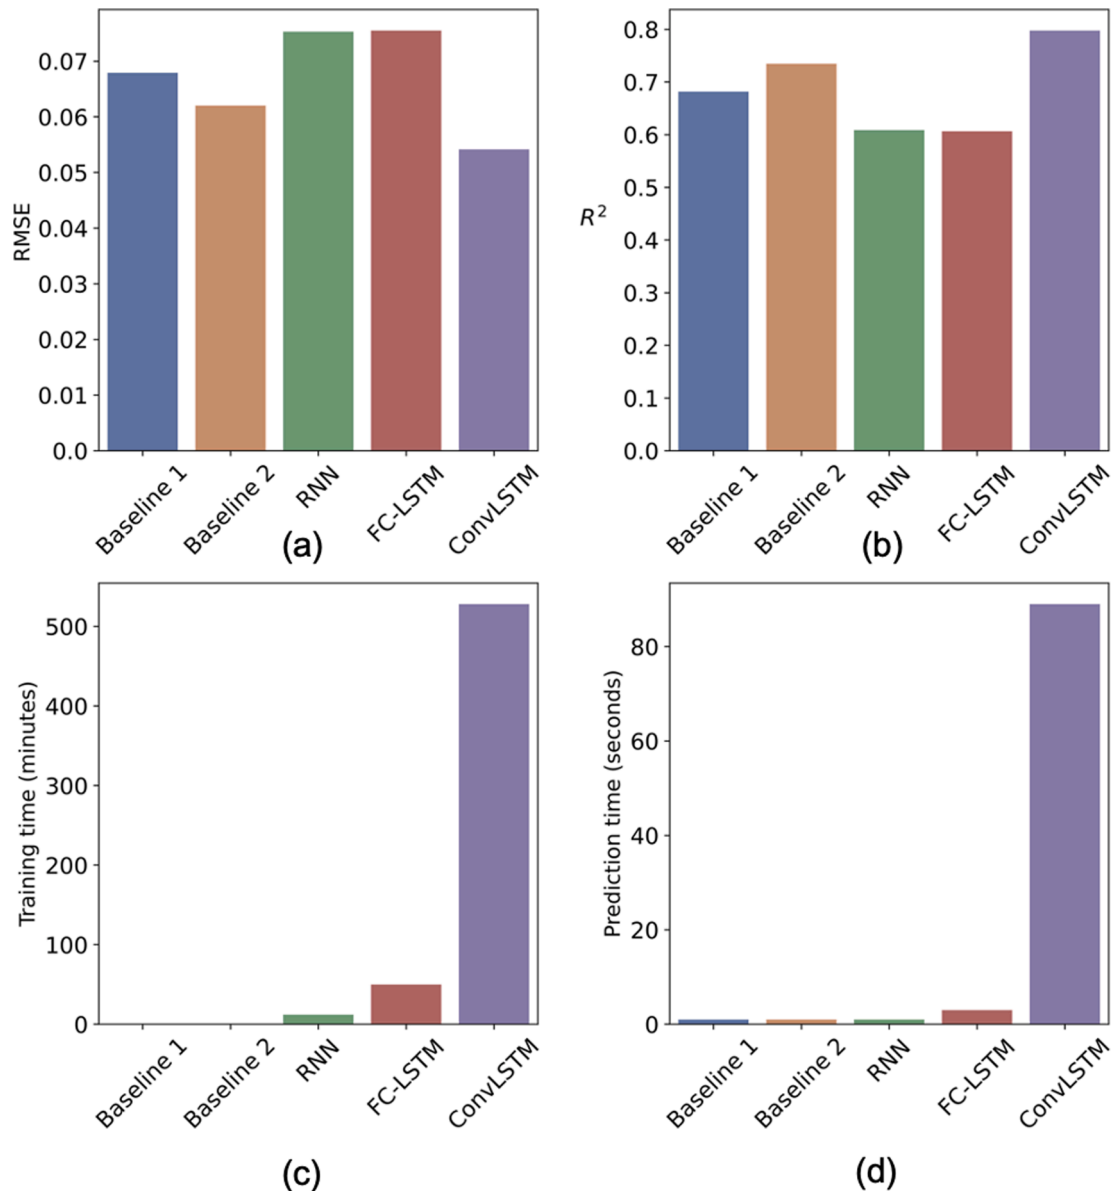 RMSE
0.07
0.06
0.05
0.04
0.03
0.02
0.01
0.0
Baseline 1
Baseline 2
RNN
FC-LSTM
ConvLSTM
(a)
R²
0.8
0.7
0.6
0.5
0.4
0.3
0.2
0.1
0.0
Baseline 1
Baseline 2
RNN
FC-LSTM
ConvLSTM
(b)
Training time (minutes)
500
400
300
200
100
0
Baseline 1
Baseline 2
RNN
FC-LSTM
ConvLSTM
(c)
Prediction time (seconds)
80
60
40
20
0
Baseline 1
Baseline 2
RNN
FC-LSTM
ConvLSTM
(d)